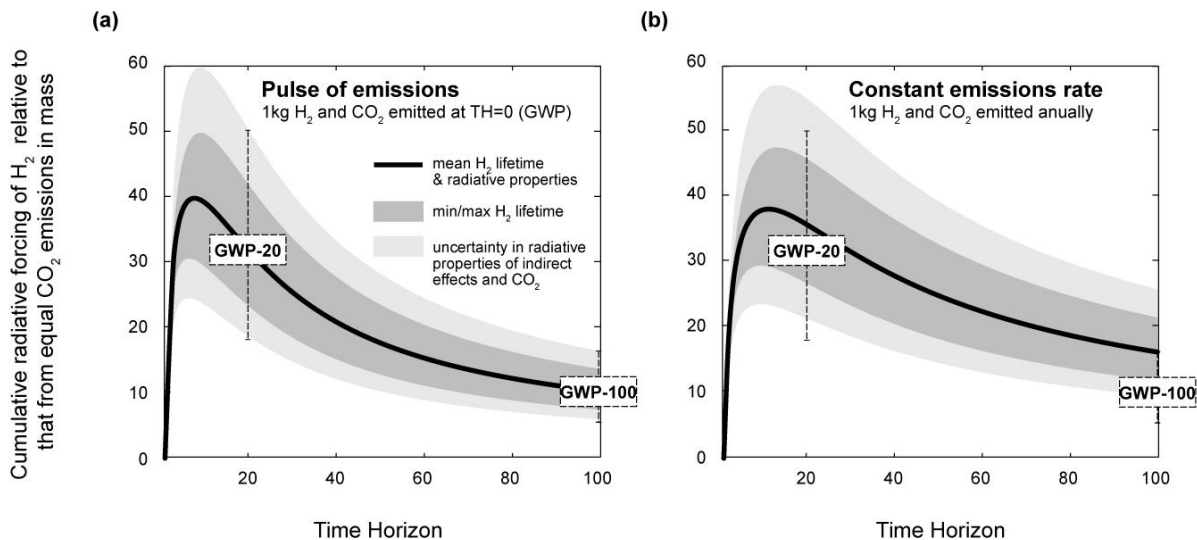 Cumulative radiative forcing of H₂ relative to
that from equal CO₂ emissions in mass
(a)
60
50
40
30
20
10
0
Pulse of emissions
1kg H₂ and CO₂ emitted at TH=0 (GWP)
mean H₂ lifetime
& radiative properties
min/max H₂ lifetime
uncertainty in radiative
properties of indirect
effects and CO₂
GWP-20
GWP-100
20
40
60
80
100
Time Horizon
(b)
60
50
40
30
20
10
0
Constant emissions rate
1kg H₂ and CO₂ emitted anually
GWP-20
GWP-100
20
40
60
80
100
Time Horizon